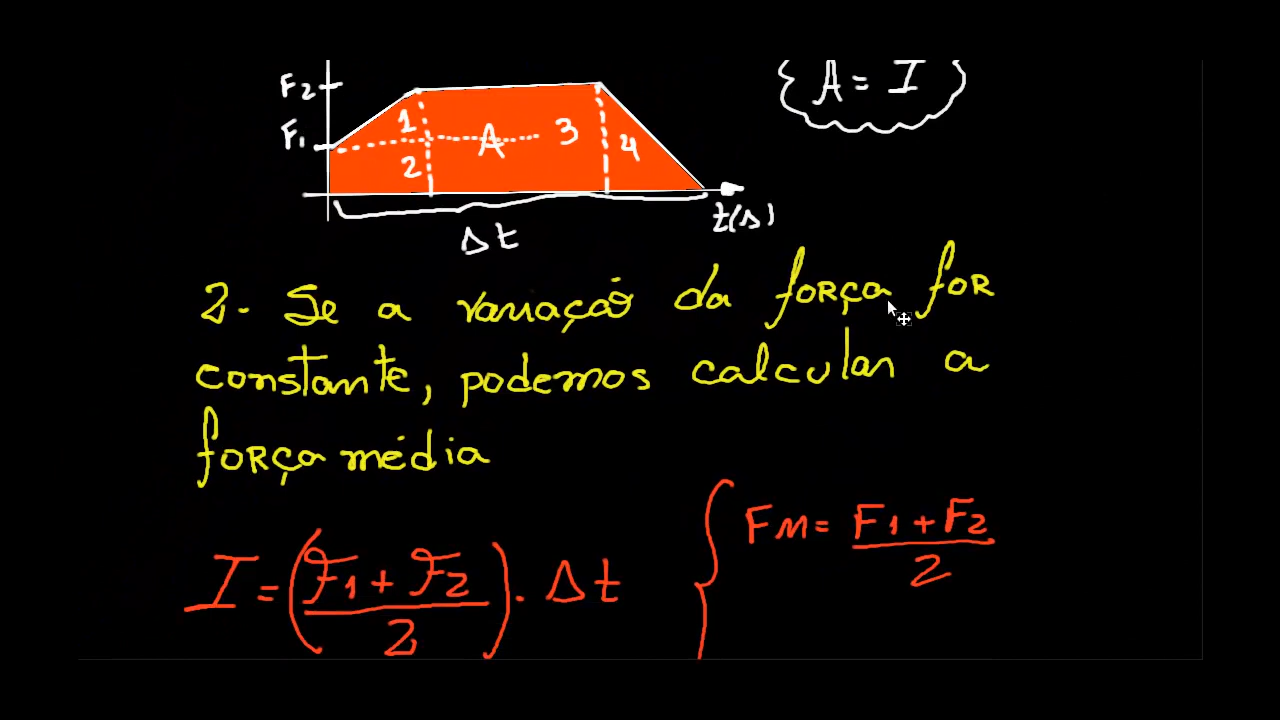 F2
A = I
F1
1
A
3
4
2
t(s)
Δt
2. Se a variação da força for
constante, podemos calcular a
força média
I = (F1 + F2 / 2) . Δt
FM = F1 + F2 / 2